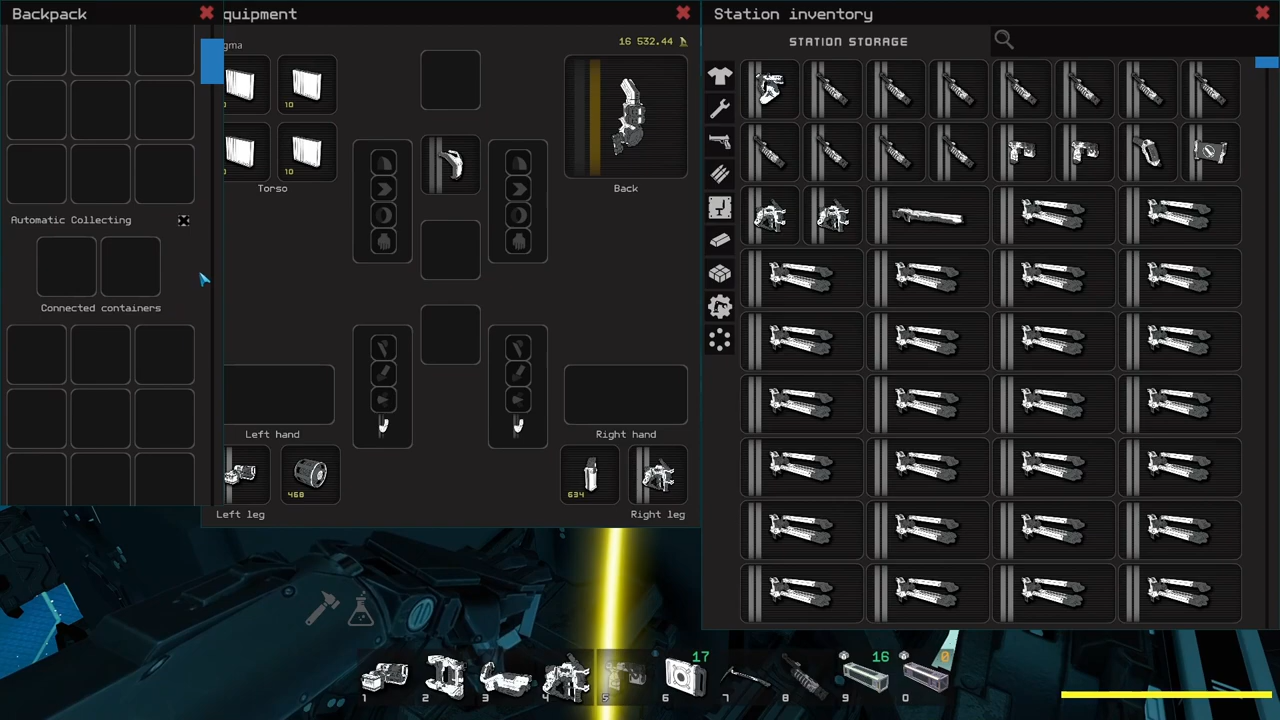 Backpack
quipment
Station inventory
gma
16 532.44
STATION STORAGE
10
10
Torso
Back
Automatic Collecting
Connected containers
Left hand
Right hand
468
634
Left leg
Right leg
17
16
0
1
2
3
4
5
6
7
8
9
0